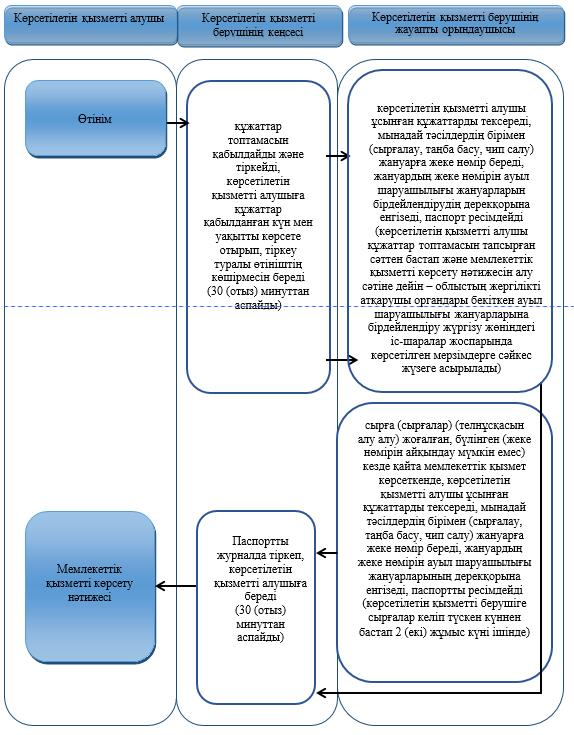 Көрсетілетін қызметті алушы
Көрсетілетін қызметті
берушінің кеңсесі
Көрсетілетін қызметті берушінің
жауапты орындаушысы
Өтінім
құжаттар
топтамасын
қабылдайды және
тіркейді,
көрсетілетін
қызметті алушыға
құжаттар
қабылданған күн мен
уақытты көрсете
отырып, тіркеу
туралы өтініштің
көшірмесін береді
(30 (отыз) минуттан
аспайды)
көрсетілетін қызметті алушы
ұсынған құжаттарды тексереді,
мынадай тәсілдердің бірімен
(сырғалау, таңба басу, чип салу)
жануарға жеке нөмір береді,
жануардың жеке нөмірін ауыл
шаруашылығы жануарларын
бірдейлендірудің дерекқорына
енгізеді, паспорт ресімдейді
(көрсетілетін қызметті алушы
құжаттар топтамасын тапсырған
сәттен бастап және мемлекеттік
қызметті көрсету нәтижесін алу
сәтіне дейін – облыстың жергілікті
атқарушы органдары бекіткен ауыл
шаруашылығы жануарларына
бірдейлендіру жүргізу жөніндегі
іс-шаралар жоспарында
көрсетілген мерзімдерге сәйкес
жүзеге асырылады)
сырға (сырғалар) (телнұсқасын
алу алу) жоғалған, бүлінген (жеке
нөмірін айқындау мүмкін емес)
кезде қайта мемлекеттік қызмет
көрсеткенде, көрсетілетін
қызметті алушы ұсынған
құжаттарды тексереді, мынадай
тәсілдердің бірімен (сырғалау,
таңба басу, чип салу) жануарға
жеке нөмір береді, жануардың
жеке нөмірін ауыл шаруашылығы
жануарларының дерекқорына
енгізеді, паспортты ресімдейді
(көрсетілетін қызметті берушіге
сырғалар келіп түскен күннен
бастап 2 (екі) жұмыс күні ішінде)
Паспортты
журналда тіркеп,
көрсетілетін
қызметті алушыға
береді
(30 (отыз)
минуттан
аспайды)
Мемлекеттік
қызметті көрсету
нәтижесі